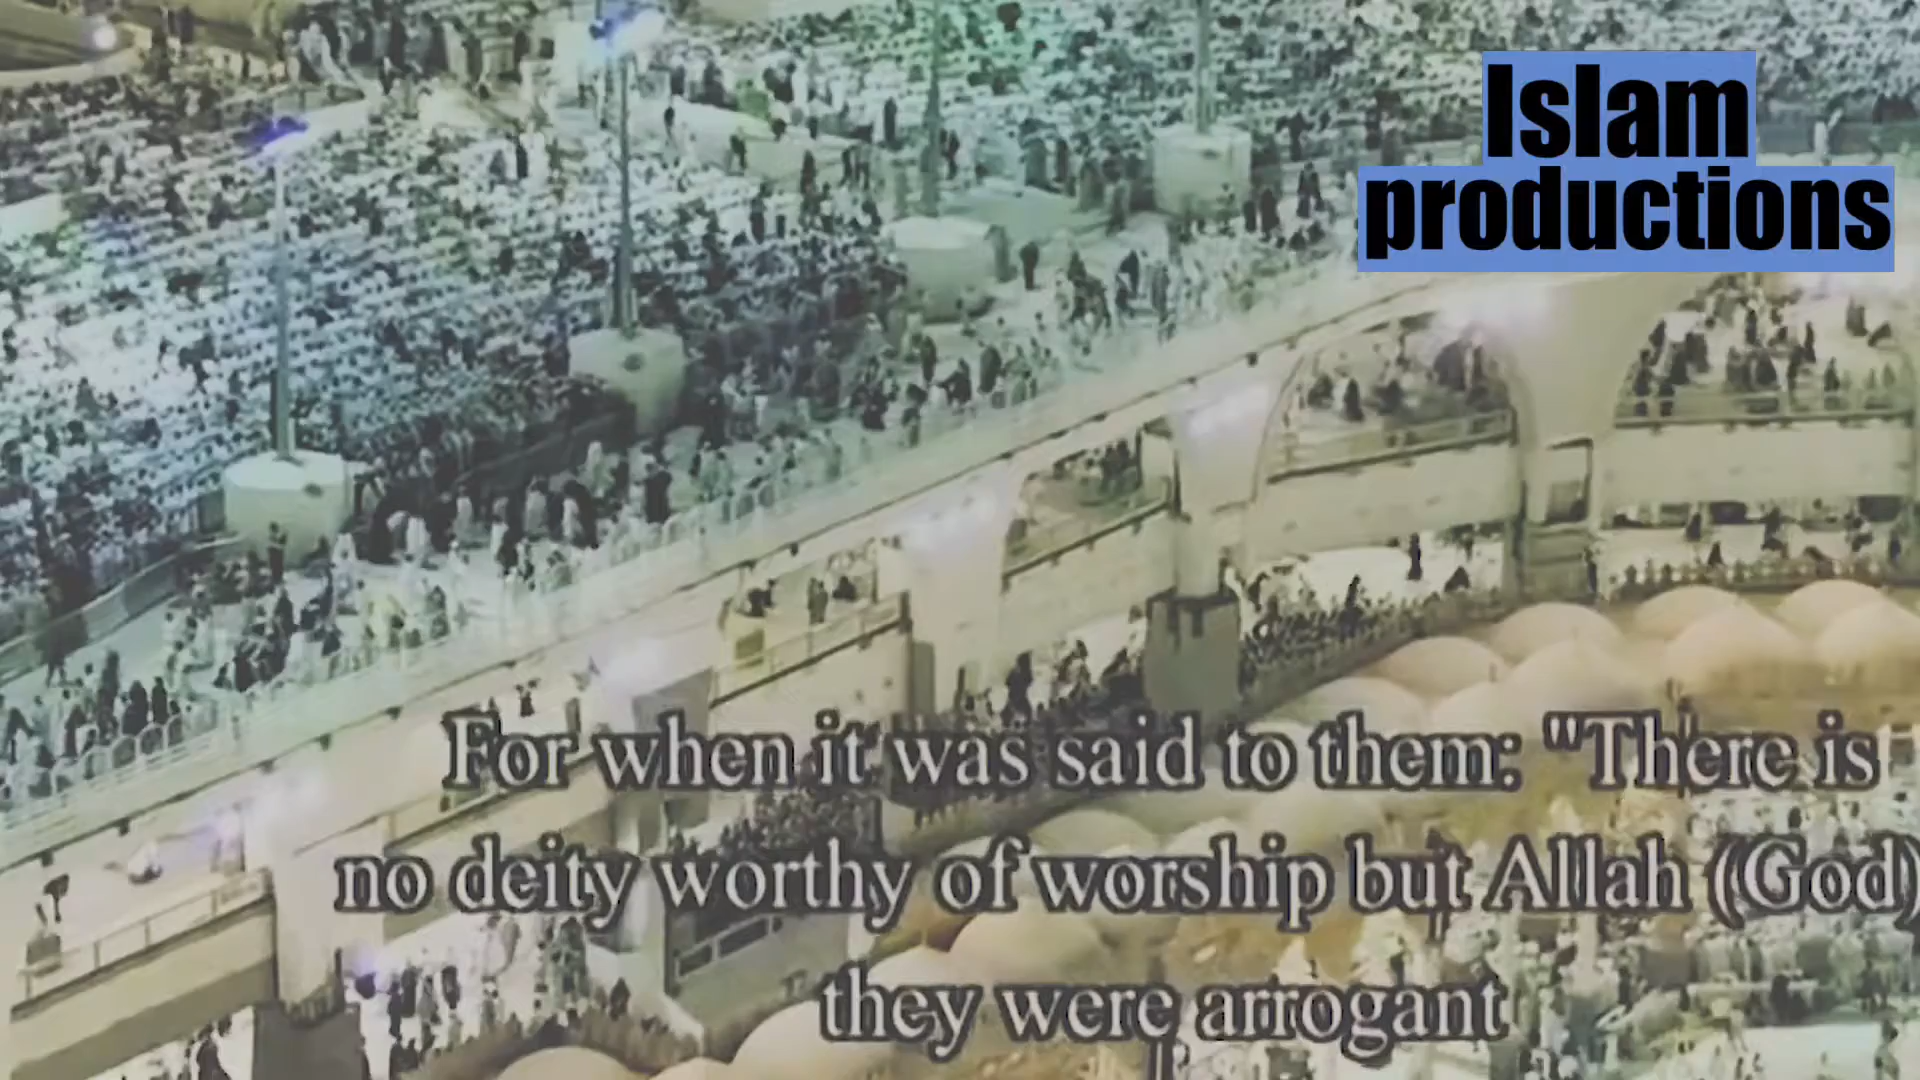 Islam
productions
For when it was said to them: "There is
no deity worthy of worship but Allah (God)
they were arrogant